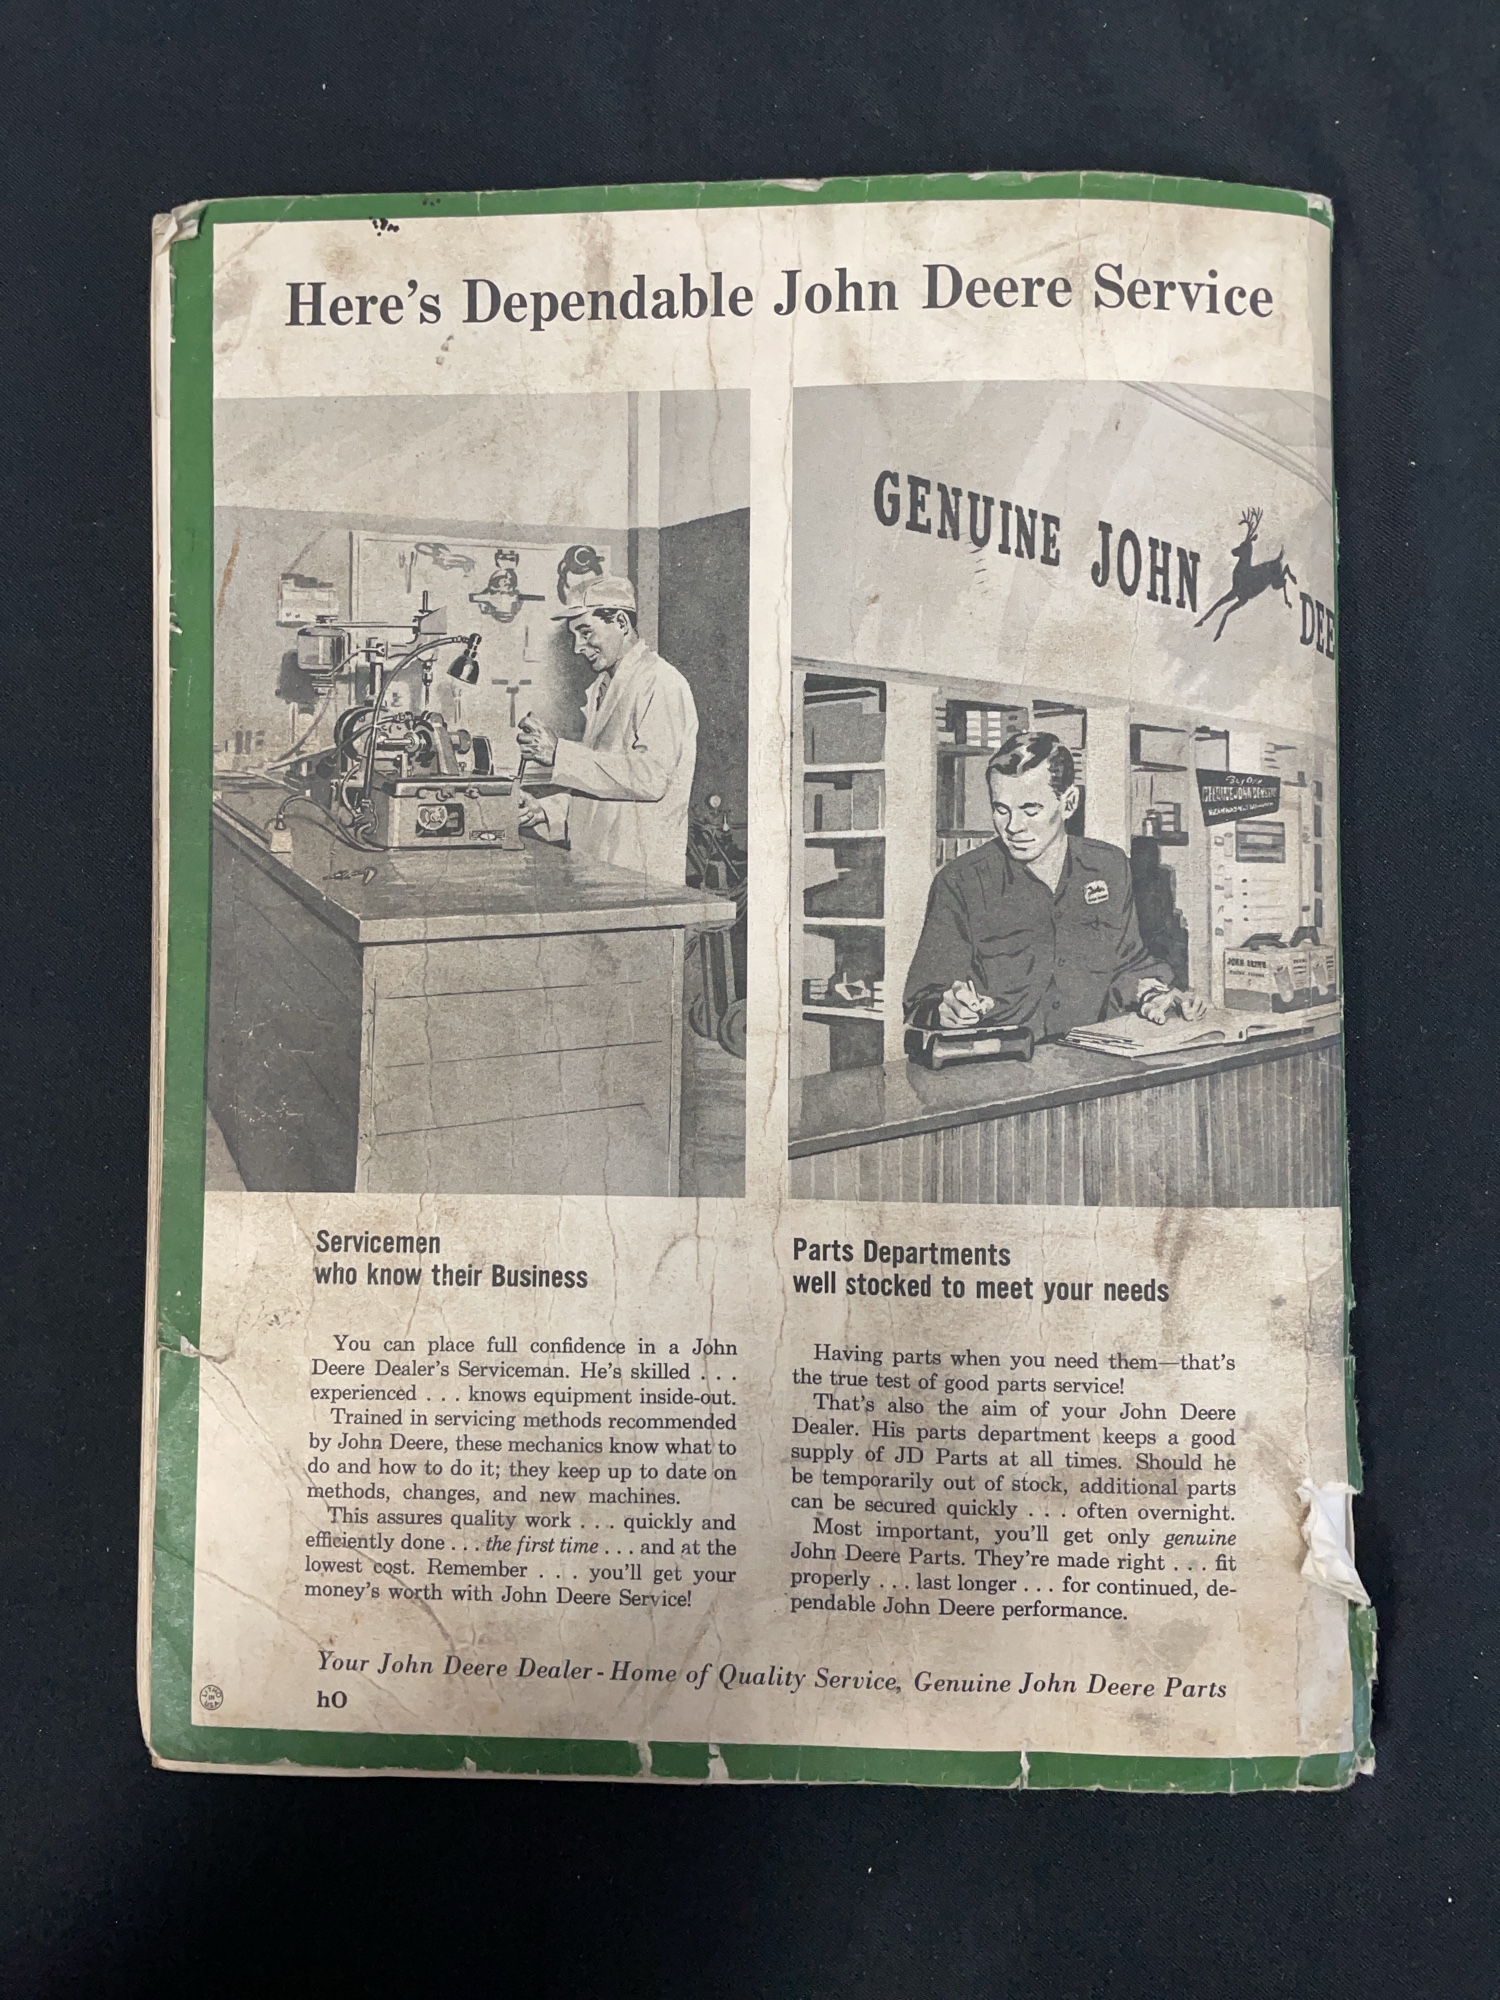 Here's Dependable John Deere Service
GENUINE JOHN DEE
JOHN DEERE
Servicemen
who know their Business
You can place full confidence in a John
Deere Dealer's Serviceman. He's skilled . . .
experienced . . . knows equipment inside-out.
Trained in servicing methods recommended
by John Deere, these mechanics know what to
do and how to do it; they keep up to date on
methods, changes, and new machines.
This assures quality work . . . quickly and
efficiently done . . . the first time . . . and at the
lowest cost. Remember . . . you'll get your
money's worth with John Deere Service!
Parts Departments
well stocked to meet your needs
Having parts when you need them—that's
the true test of good parts service!
That's also the aim of your John Deere
Dealer. His parts department keeps a good
supply of JD Parts at all times. Should he
be temporarily out of stock, additional parts
can be secured quickly . . . often overnight.
Most important, you'll get only genuine
John Deere Parts. They're made right . . . fit
properly . . . last longer . . . for continued, de-
pendable John Deere performance.
Your John Deere Dealer - Home of Quality Service, Genuine John Deere Parts
LITHO
IN
USA
hO